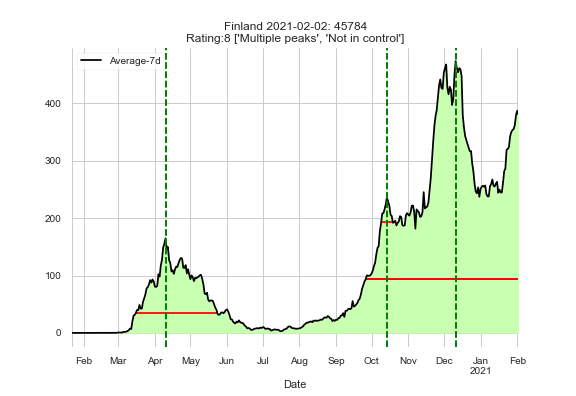 Finland 2021-02-02: 45784
Rating:8 ['Multiple peaks', 'Not in control']
Average-7d
400
300
200
100
0
Feb Mar Apr May Jun Jul Aug Sep Oct Nov Dec Jan Feb
2021
Date